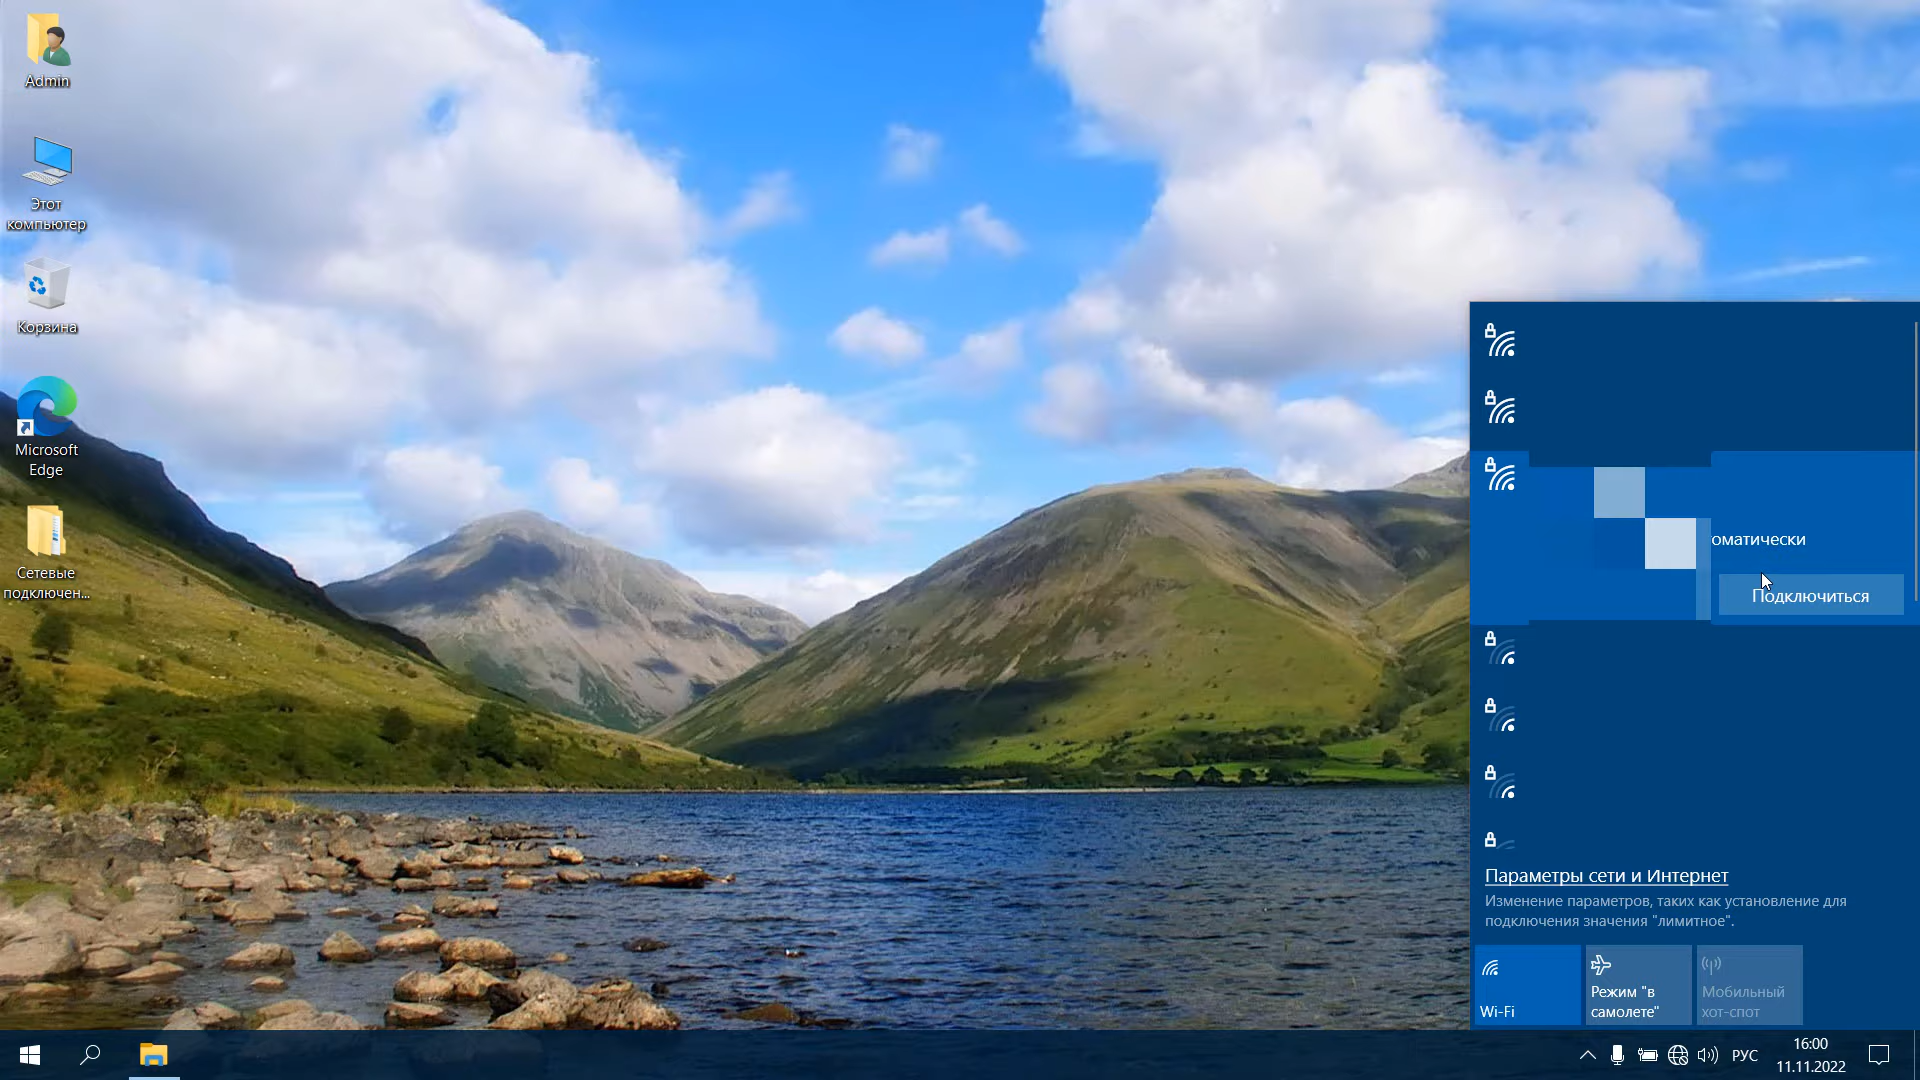 Admin
Этот
компьютер
Корзина
Microsoft
Edge
Сетевые
подключен...
оматически
Подключиться
Параметры сети и Интернет
Изменение параметров, таких как установление для
подключения значения "лимитное".
Wi-Fi
Режим "в
самолете"
Мобильный
хот-спот
РУС
16:00
11.11.2022